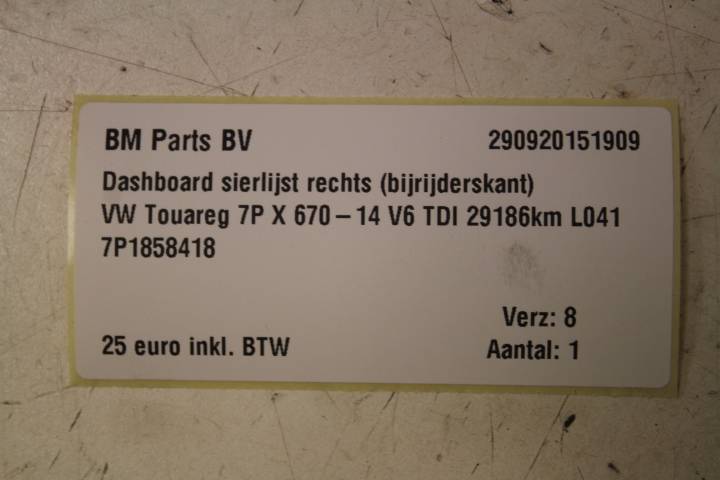 BM Parts BV 290920151909
Dashboard sierlijst rechts (bijrijderskant)
VW Touareg 7P X 670 – 14 V6 TDI 29186km L041
7P1858418
Verz: 8
25 euro inkl. BTW Aantal: 1